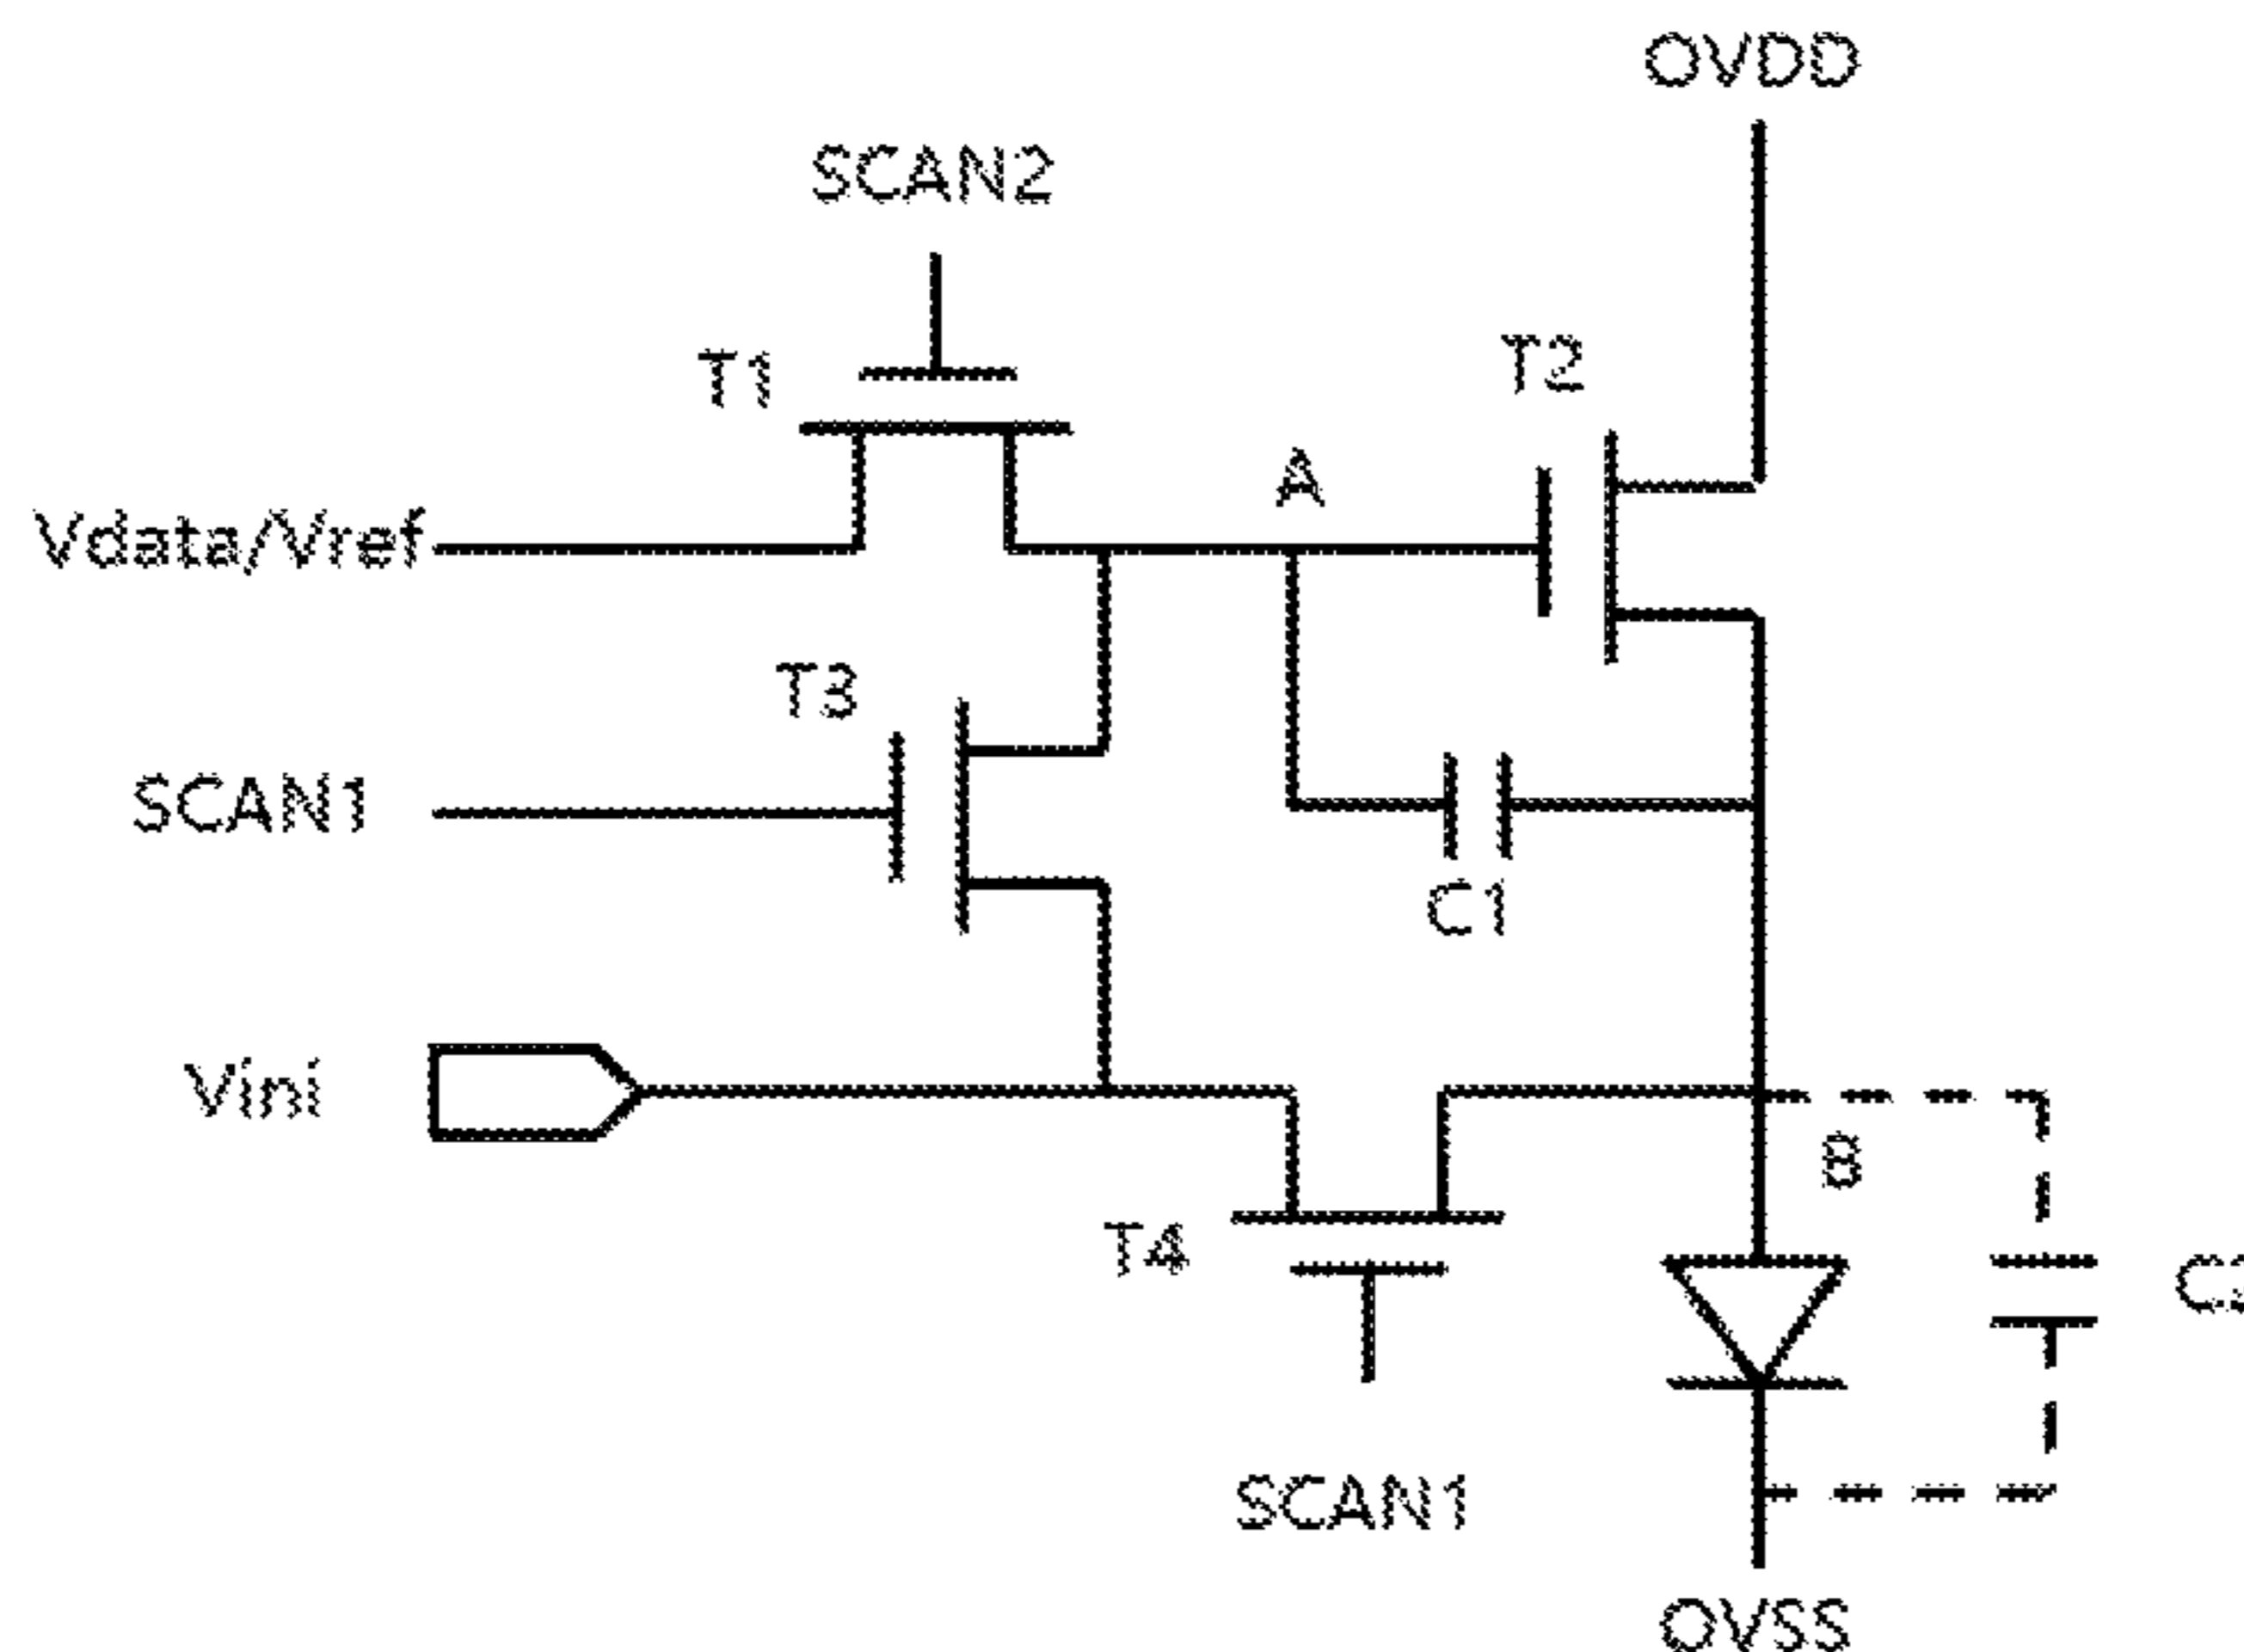 OVDD
SCAN2
T1
T2
A
Vdata/Vref
T3
SCAN1
C1
Vini
B
T4
SCAN1
OVSS